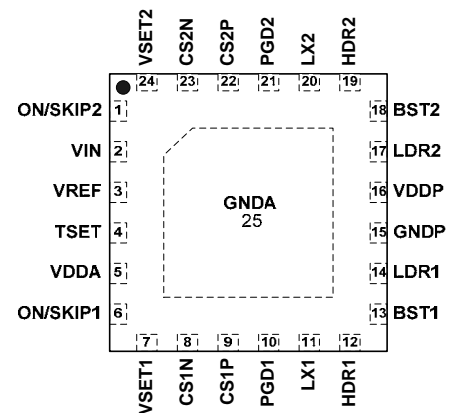 VSET2
CS2N
CS2P
PGD2
LX2
HDR2
24
23
22
21
20
19
ON/SKIP2
1
18
BST2
VIN
2
17
LDR2
VREF
3
16
VDDP
GNDA
25
TSET
4
15
GNDP
VDDA
5
14
LDR1
ON/SKIP1
6
13
BST1
7
8
9
10
11
12
VSET1
CS1N
CS1P
PGD1
LX1
HDR1